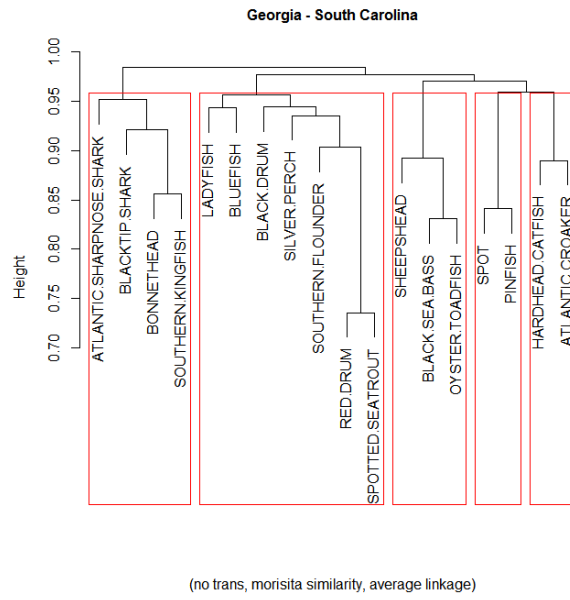 Georgia - South Carolina
Height
1.00
0.95
0.90
0.85
0.80
0.75
0.70
ATLANTIC.SHARPNOSE.SHARK
BLACKTIP.SHARK
BONNETHEAD
SOUTHERN.KINGFISH
LADYFISH
BLUEFISH
BLACK.DRUM
SILVER.PERCH
SOUTHERN.FLOUNDER
RED.DRUM
SPOTTED.SEATROUT
SHEEPSHEAD
BLACK.SEA.BASS
OYSTER.TOADFISH
SPOT
PINFISH
HARDHEAD.CATFISH
ATLANTIC.CROAKER
(no trans, morisita similarity, average linkage)